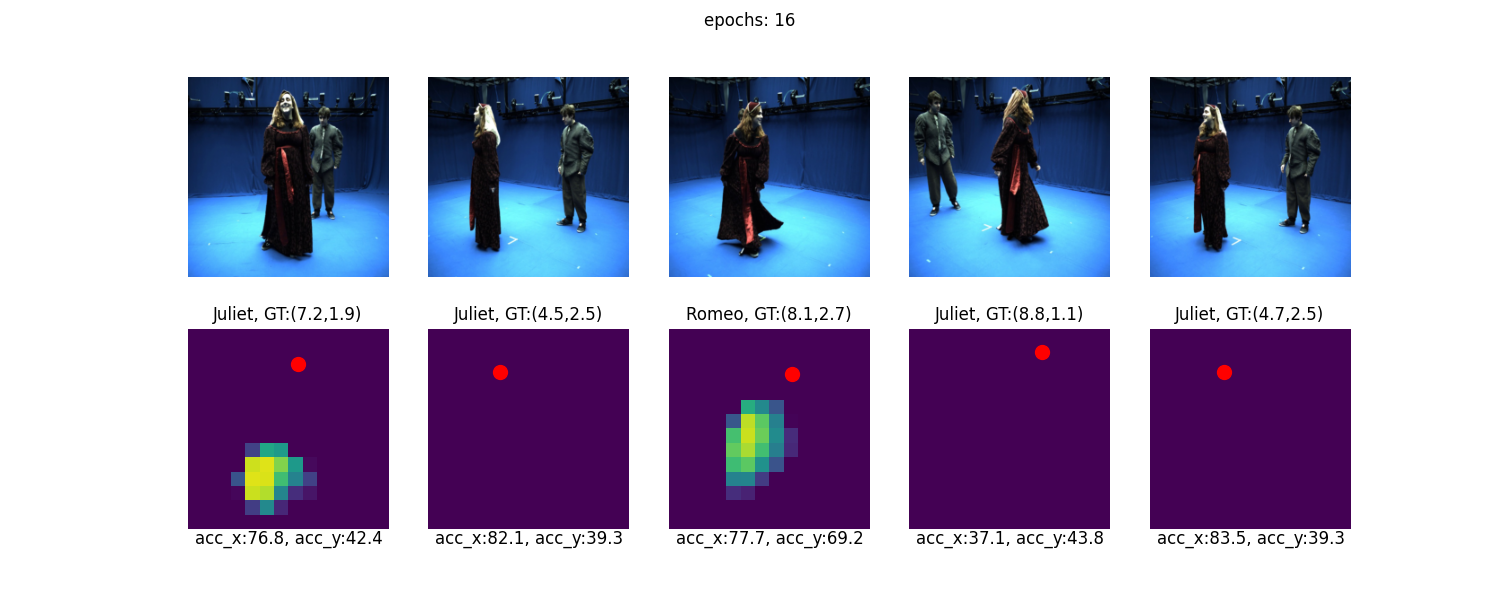 epochs: 16
Juliet, GT:(7.2,1.9)
Juliet, GT:(4.5,2.5)
Romeo, GT:(8.1,2.7)
Juliet, GT:(8.8,1.1)
Juliet, GT:(4.7,2.5)
acc_x:76.8, acc_y:42.4
acc_x:82.1, acc_y:39.3
acc_x:77.7, acc_y:69.2
acc_x:37.1, acc_y:43.8
acc_x:83.5, acc_y:39.3